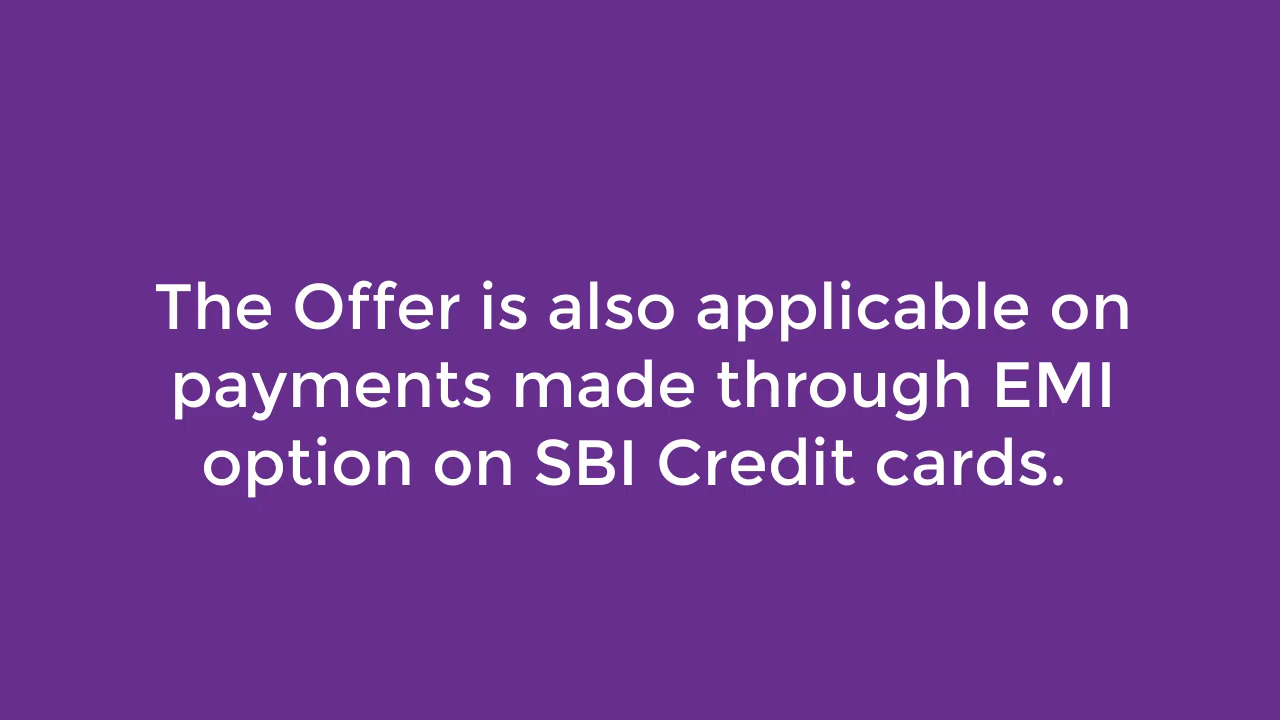 The Offer is also applicable on
payments made through EMI
option on SBI Credit cards.